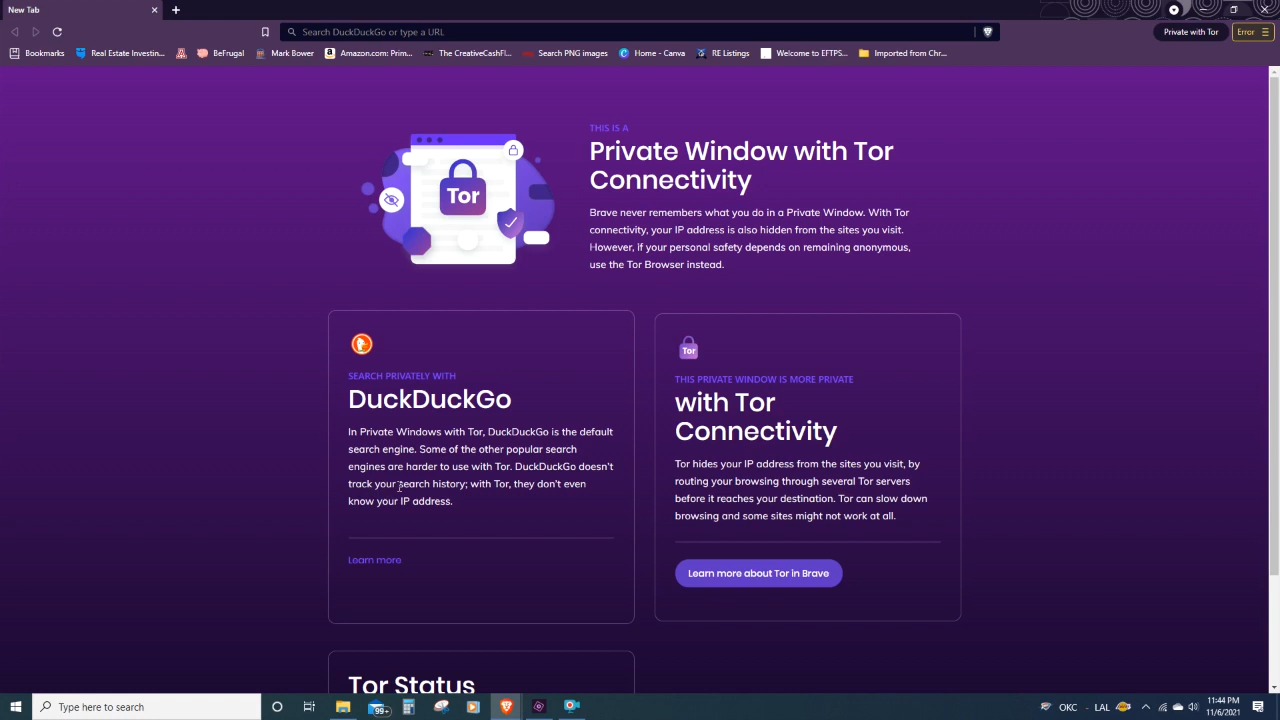 New Tab
Search DuckDuckGo or type a URL
Private with Tor
Error
Bookmarks
Real Estate Investin...
BeFrugal
Mark Bower
Amazon.com: Prim...
The CreativeCashFl...
Search PNG images
Home - Canva
RE Listings
Welcome to EFTPS...
Imported from Chr...
THIS IS A
Private Window with Tor
Connectivity
Brave never remembers what you do in a Private Window. With Tor
connectivity, your IP address is also hidden from the sites you visit.
However, if your personal safety depends on remaining anonymous,
use the Tor Browser instead.
Tor
SEARCH PRIVATELY WITH
DuckDuckGo
In Private Windows with Tor, DuckDuckGo is the default
search engine. Some of the other popular search
engines are harder to use with Tor. DuckDuckGo doesn't
track your search history; with Tor, they don't even
know your IP address.
Learn more
Tor
THIS PRIVATE WINDOW IS MORE PRIVATE
with Tor
Connectivity
Tor hides your IP address from the sites you visit, by
routing your browsing through several Tor servers
before it reaches your destination. Tor can slow down
browsing and some sites might not work at all.
Learn more about Tor in Brave
Tor Status
Type here to search
99+
OKC
LAL
11:44 PM
11/6/2021